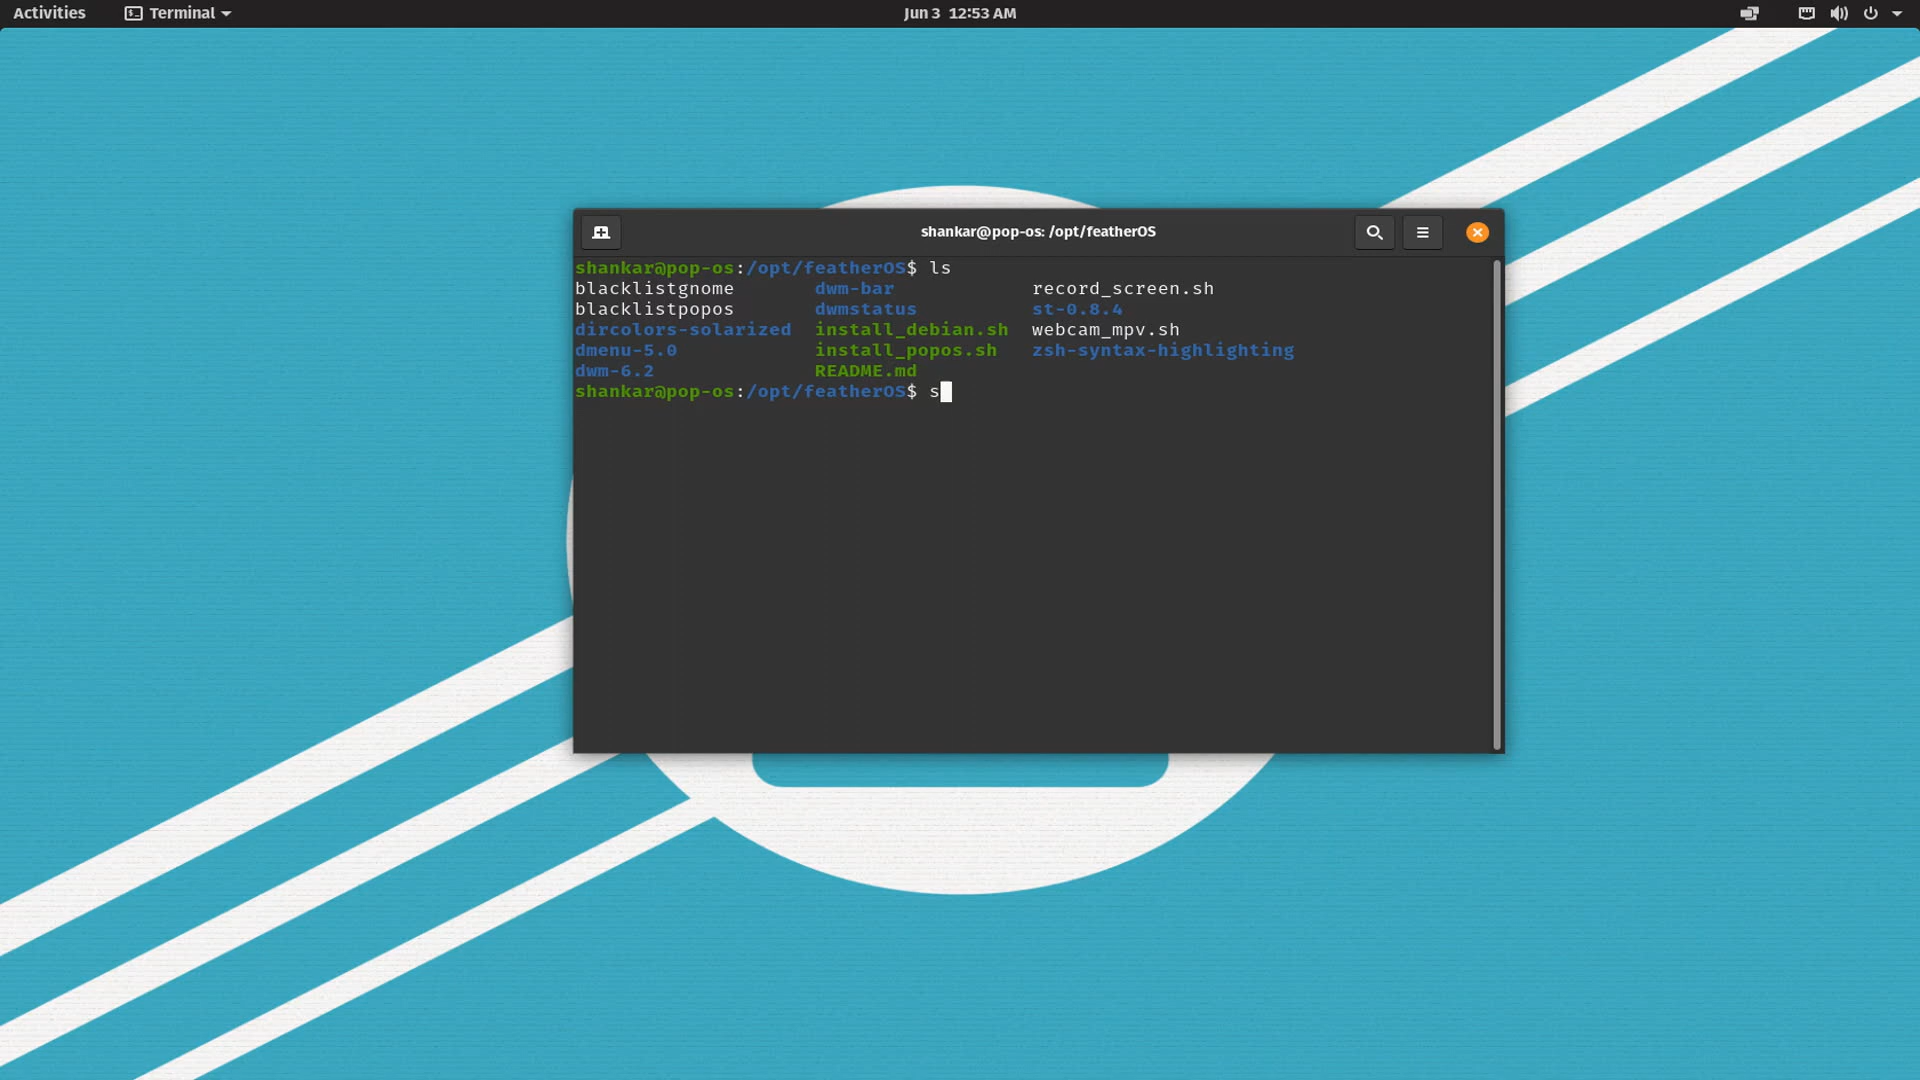 Activities Terminal Jun 3 12:53 AM
shankar@pop-os: /opt/featherOS
shankar@pop-os:/opt/featherOS$ ls
blacklistgnome dwm-bar record_screen.sh
blacklistpopos dwmstatus st-0.8.4
dircolors-solarized install_debian.sh webcam_mpv.sh
dmenu-5.0 install_popos.sh zsh-syntax-highlighting
dwm-6.2 README.md
shankar@pop-os:/opt/featherOS$ s